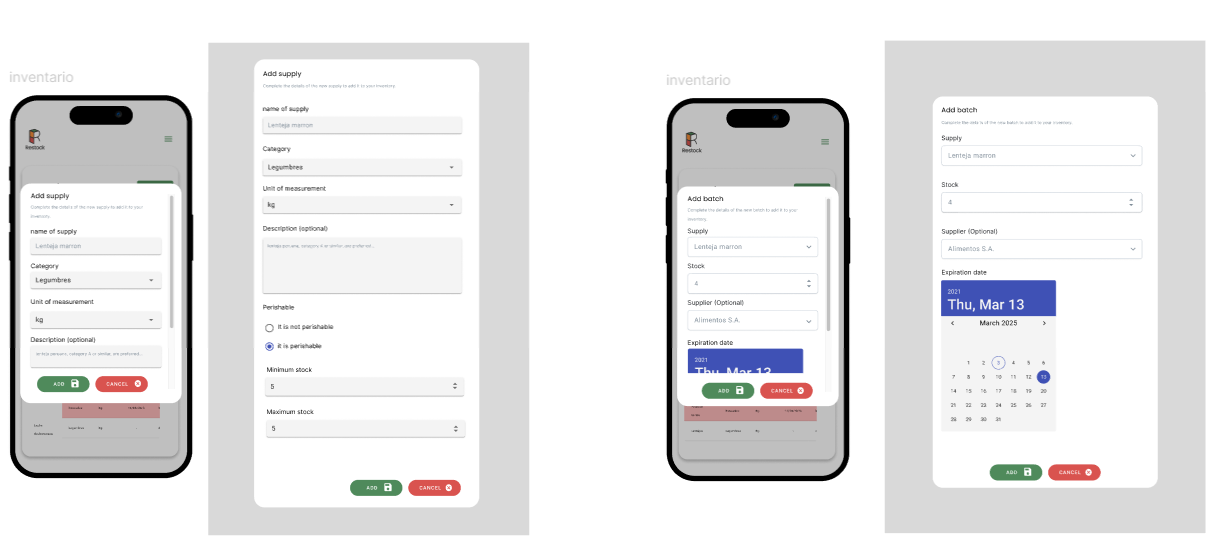 inventario
Restock
Add supply
Complete the details of the new supply to add it to your
inventory.
name of supply
Lenteja marron
Category
Legumbres
Unit of measurement
kg
Description (optional)
ADD
CANCEL
Add supply
Complete the details of the new supply to add it to your inventory.
name of supply
Lenteja marron
Category
Legumbres
Unit of measurement
kg
Description (optional)
Perishable
It is not perishable
it is perishable
Minimum stock
5
Maximum stock
5
ADD
CANCEL
inventario
Restock
Add batch
Complete the details of the new batch to add it to your
inventory.
Supply
Lenteja marron
Stock
4
Supplier (Optional)
Alimentos S.A.
Expiration date
2021
Thu, Mar 13
ADD
CANCEL
Add batch
Complete the details of the new batch to add it to your inventory.
Supply
Lenteja marron
Stock
4
Supplier (Optional)
Alimentos S.A.
Expiration date
2021
Thu, Mar 13
March 2025
1 2 3 4 5 6
7 8 9 10 11 12 13
14 15 16 17 18 19 20
21 22 23 24 25 26 27
28 29 30 31
ADD
CANCEL